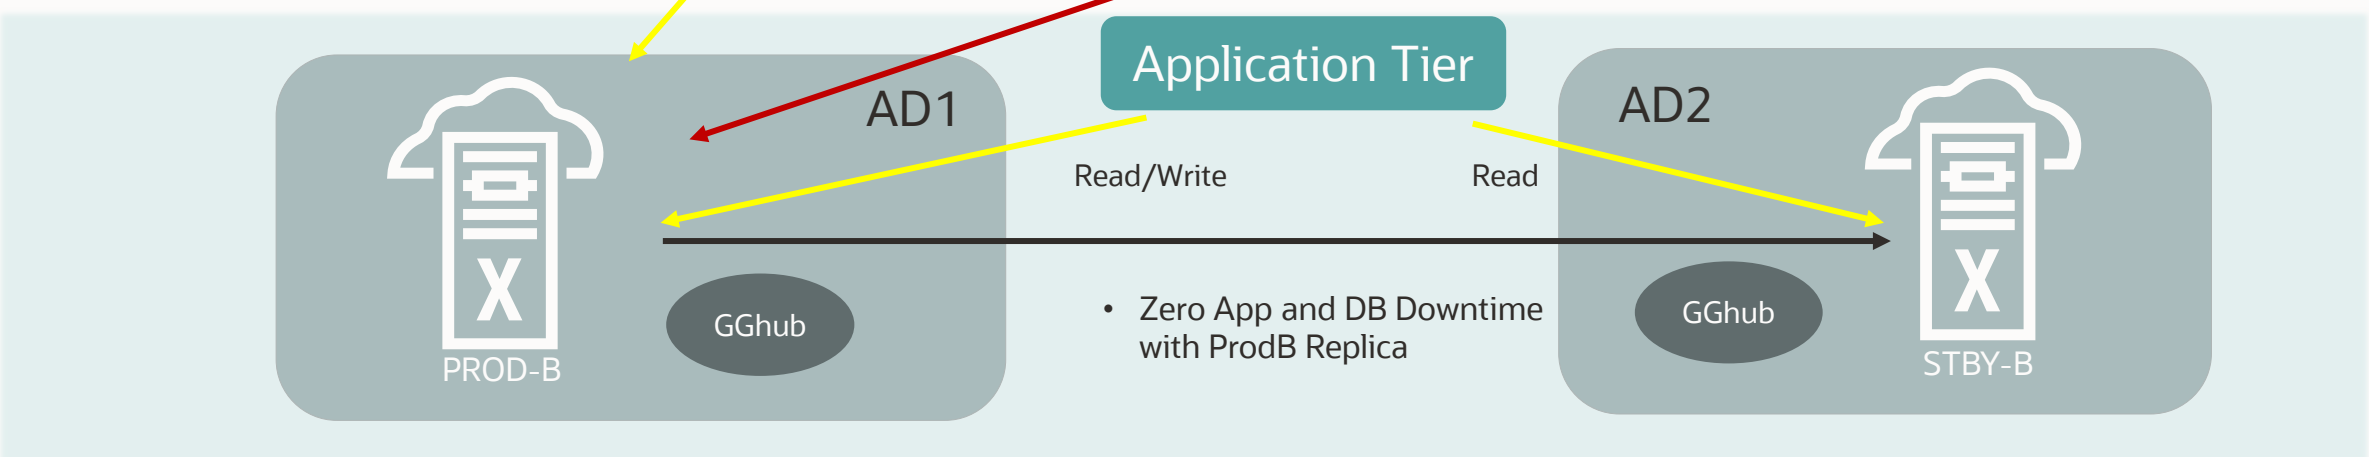 Application Tier
AD1
AD2
Read/Write
Read
X
X
GGhub
GGhub
• Zero App and DB Downtime
with ProdB Replica
PROD-B
STBY-B